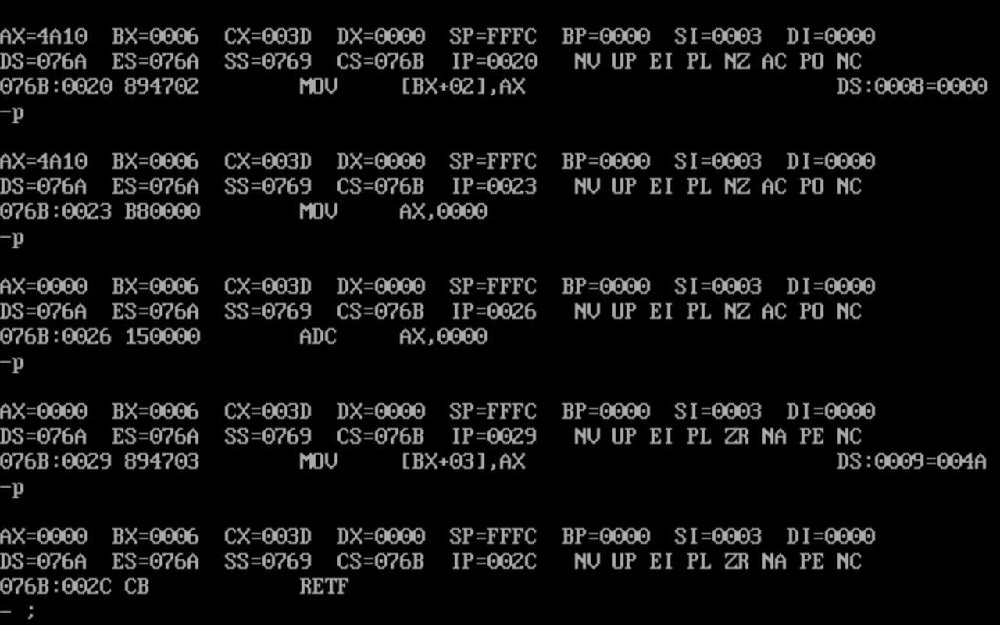 AX=4A10  BX=0006  CX=003D  DX=0000  SP=FFFC  BP=0000  SI=0003  DI=0000
DS=076A  ES=076A  SS=0769  CS=076B  IP=0020   NV UP EI PL NZ AC PO NC
076B:0020 894702        MOV     [BX+02],AX                         DS:0008=0000
-p
AX=4A10  BX=0006  CX=003D  DX=0000  SP=FFFC  BP=0000  SI=0003  DI=0000
DS=076A  ES=076A  SS=0769  CS=076B  IP=0023   NV UP EI PL NZ AC PO NC
076B:0023 B80000        MOV     AX,0000
-p
AX=0000  BX=0006  CX=003D  DX=0000  SP=FFFC  BP=0000  SI=0003  DI=0000
DS=076A  ES=076A  SS=0769  CS=076B  IP=0026   NV UP EI PL NZ AC PO NC
076B:0026 150000        ADC     AX,0000
-p
AX=0000  BX=0006  CX=003D  DX=0000  SP=FFFC  BP=0000  SI=0003  DI=0000
DS=076A  ES=076A  SS=0769  CS=076B  IP=0029   NV UP EI PL ZR NA PE NC
076B:0029 894703        MOV     [BX+03],AX                         DS:0009=004A
-p
AX=0000  BX=0006  CX=003D  DX=0000  SP=FFFC  BP=0000  SI=0003  DI=0000
DS=076A  ES=076A  SS=0769  CS=076B  IP=002C   NV UP EI PL ZR NA PE NC
076B:002C CB            RETF
- ;